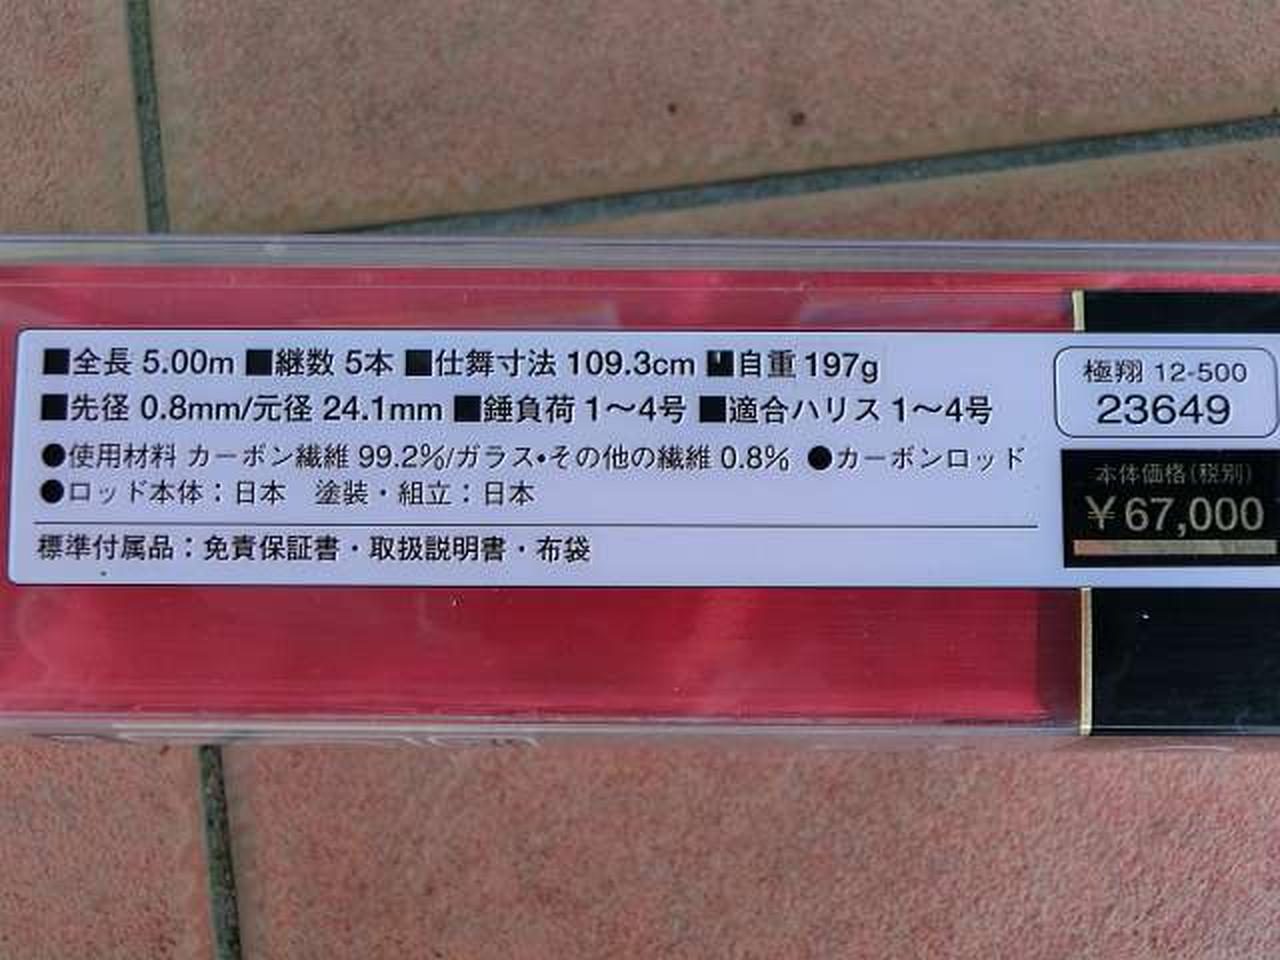 ■全長 5.00m ■継数 5本 ■仕舞寸法 109.3cm ■自重 197g
■先径 0.8mm/元径 24.1mm ■錘負荷 1〜4号 ■適合ハリス 1〜4号
●使用材料 カーボン繊維 99.2%/ガラス•その他の繊維 0.8% ●カーボンロッド
●ロッド本体：日本　塗装・組立：日本
標準付属品：免責保証書・取扱説明書・布袋
極翔 12-500
23649
本体価格(税別)
￥67,000